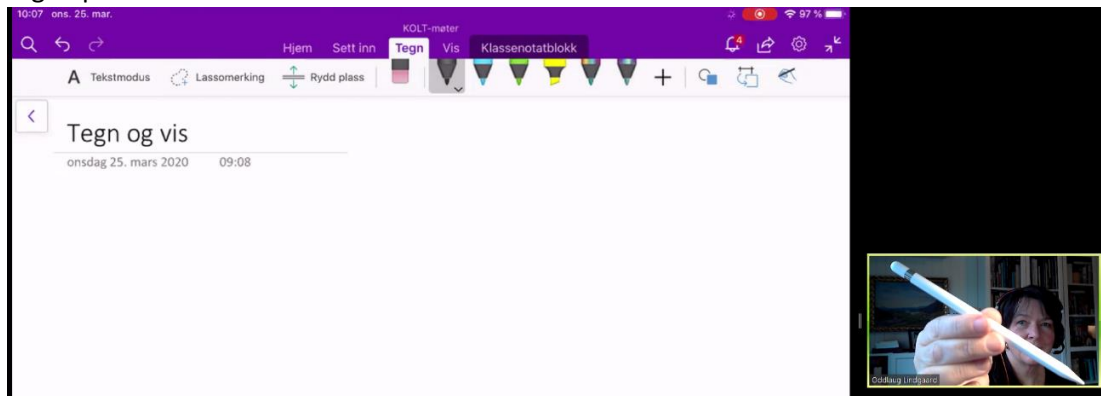 10:07 ons. 25. mar.
97 %
KOLT-møter
Hjem Sett inn Tegn Vis Klassenotatblokk
4
A Tekstmodus Lassomerking Rydd plass
Tegn og vis
onsdag 25. mars 2020 09:08
Oddlaug Lindgaard